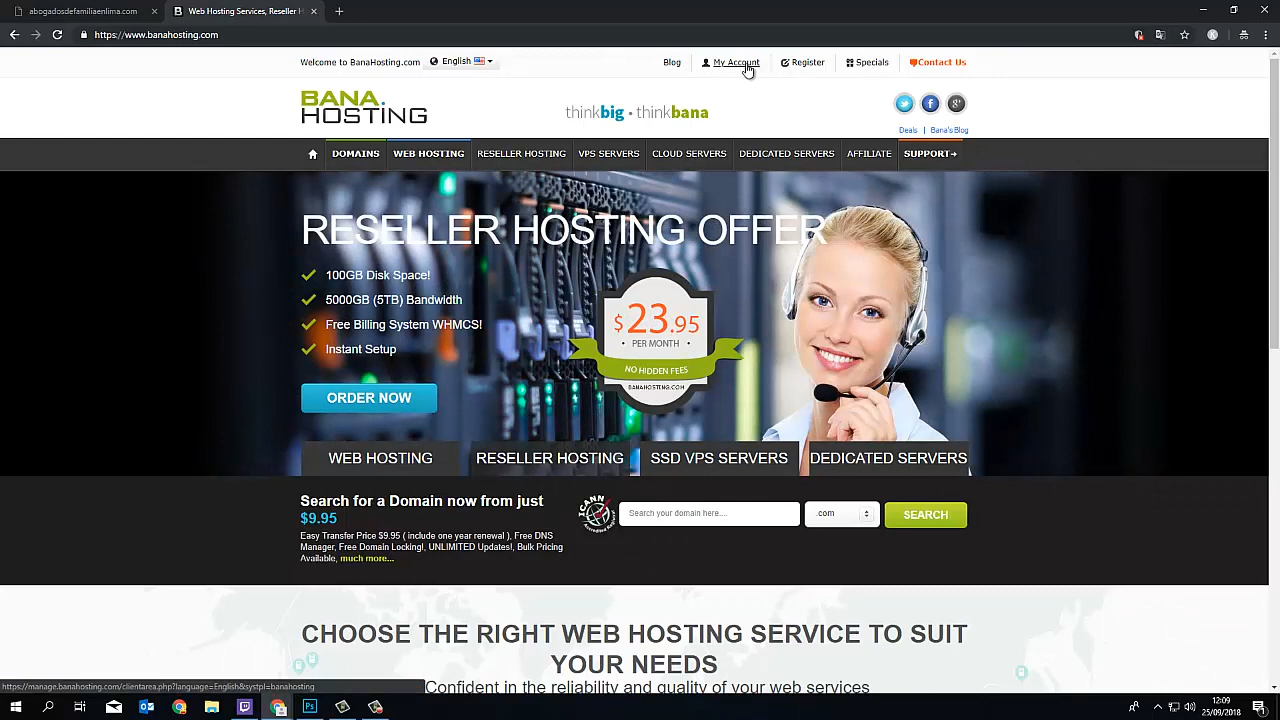 abogadosdefamiliaenlima.com
Web Hosting Services, Reseller H
https://www.banahosting.com
Welcome to BanaHosting.com
English
Blog
My Account
Register
Specials
Contact Us
BANA.
HOSTING
thinkbig • thinkbana
Deals | Bana's Blog
DOMAINS
WEB HOSTING
RESELLER HOSTING
VPS SERVERS
CLOUD SERVERS
DEDICATED SERVERS
AFFILIATE
SUPPORT
RESELLER HOSTING OFFER
100GB Disk Space!
5000GB (5TB) Bandwidth
Free Billing System WHMCS!
Instant Setup
$23.95
• PER MONTH •
NO HIDDEN FEES
BANAHOSTING.COM
ORDER NOW
WEB HOSTING
RESELLER HOSTING
SSD VPS SERVERS
DEDICATED SERVERS
Search for a Domain now from just
$9.95
Easy Transfer Price $9.95 ( include one year renewal ), Free DNS
Manager, Free Domain Locking!, UNLIMITED Updates!, Bulk Pricing
Available, much more...
ICANN
Search your domain here....
.com
SEARCH
CHOOSE THE RIGHT WEB HOSTING SERVICE TO SUIT
YOUR NEEDS
Confident in the reliability and quality of your web services
https://manage.banahosting.com/clientarea.php?language=English&systpl=banahosting
12:09
25/09/2018